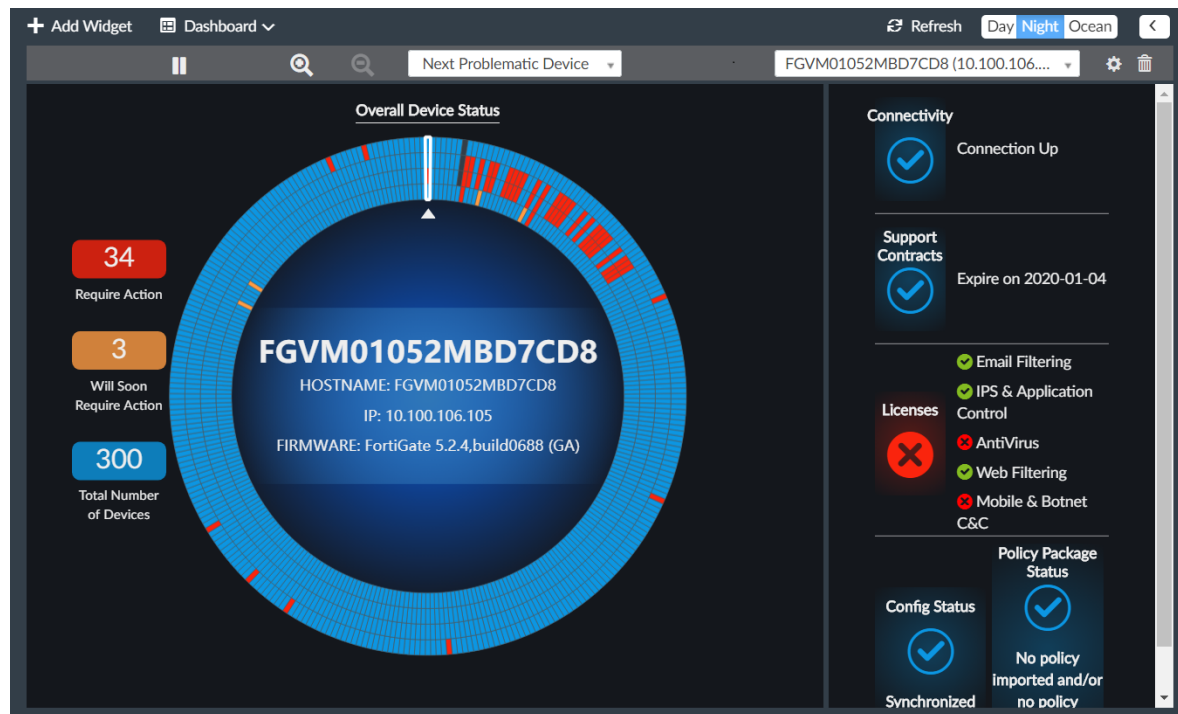 Add Widget
Dashboard
Refresh
Day Night Ocean
Next Problematic Device
FGVM01052MBD7CD8 (10.100.106....
Overall Device Status
34
Require Action
3
Will Soon
Require Action
300
Total Number
of Devices
FGVM01052MBD7CD8
HOSTNAME: FGVM01052MBD7CD8
IP: 10.100.106.105
FIRMWARE: FortiGate 5.2.4,build0688 (GA)
Connectivity
Connection Up
Support
Contracts
Expire on 2020-01-04
Licenses
Email Filtering
IPS & Application
Control
AntiVirus
Web Filtering
Mobile & Botnet
C&C
Config Status
Synchronized
Policy Package
Status
No policy
imported and/or
no policy